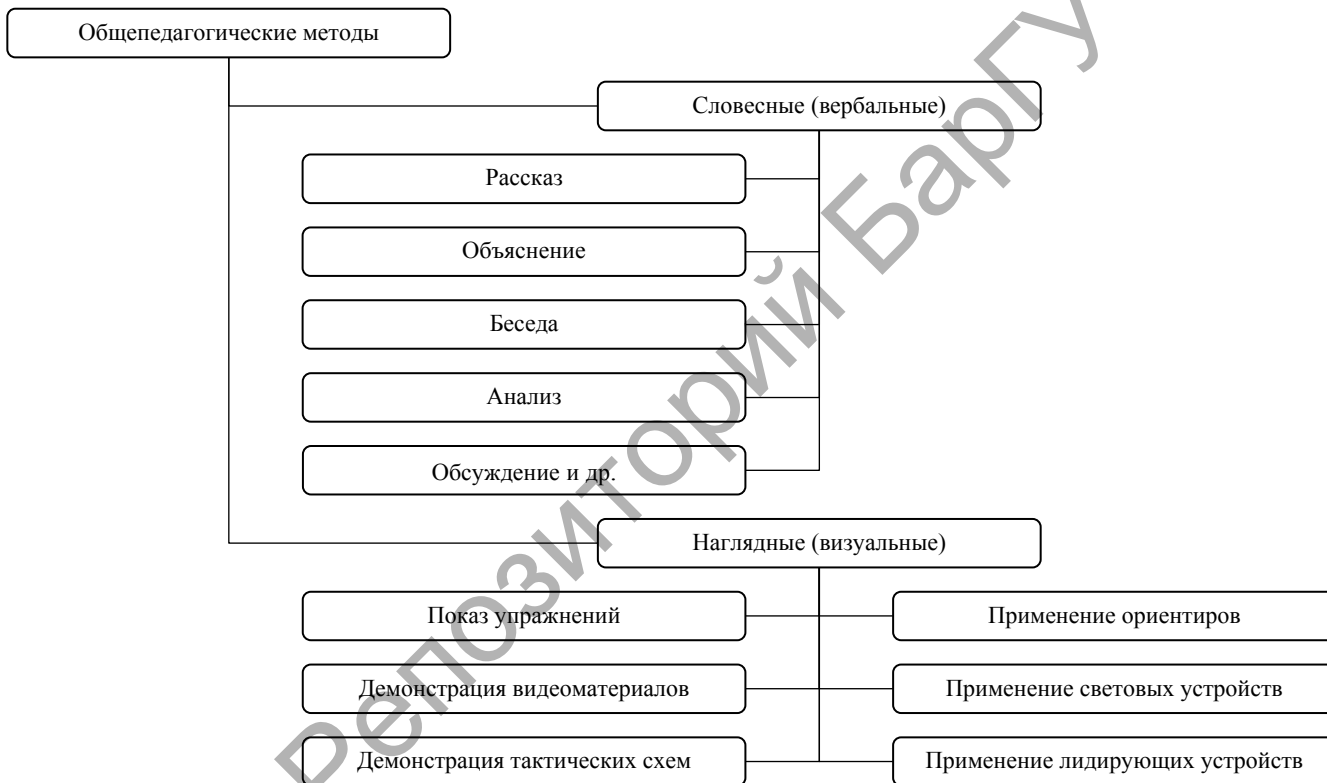 Общепедагогические методы
Словесные (вербальные)
Рассказ
Объяснение
Беседа
Анализ
Обсуждение и др.
Наглядные (визуальные)
Показ упражнений
Применение ориентиров
Демонстрация видеоматериалов
Применение световых устройств
Демонстрация тактических схем
Применение лидирующих устройств
Репозиторий БарГУ